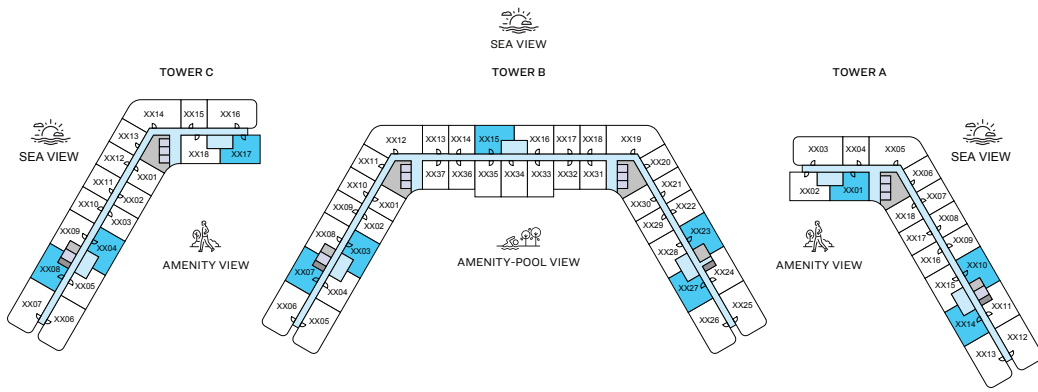 SEA VIEW
TOWER C
TOWER B
TOWER A
SEA VIEW
SEA VIEW
AMENITY VIEW
AMENITY-POOL VIEW
AMENITY VIEW
XX14
XX15
XX16
XX13
XX18
XX17
XX12
XX01
XX11
XX02
XX10
XX03
XX09
XX04
XX08
XX05
XX07
XX06
XX12
XX13
XX14
XX15
XX16
XX17
XX18
XX19
XX11
XX37
XX36
XX35
XX34
XX33
XX32
XX31
XX20
XX10
XX01
XX30
XX21
XX09
XX02
XX29
XX22
XX08
XX03
XX28
XX23
XX07
XX04
XX27
XX24
XX06
XX05
XX26
XX25
XX03
XX04
XX05
XX02
XX01
XX06
XX18
XX07
XX17
XX08
XX16
XX09
XX15
XX10
XX14
XX11
XX13
XX12